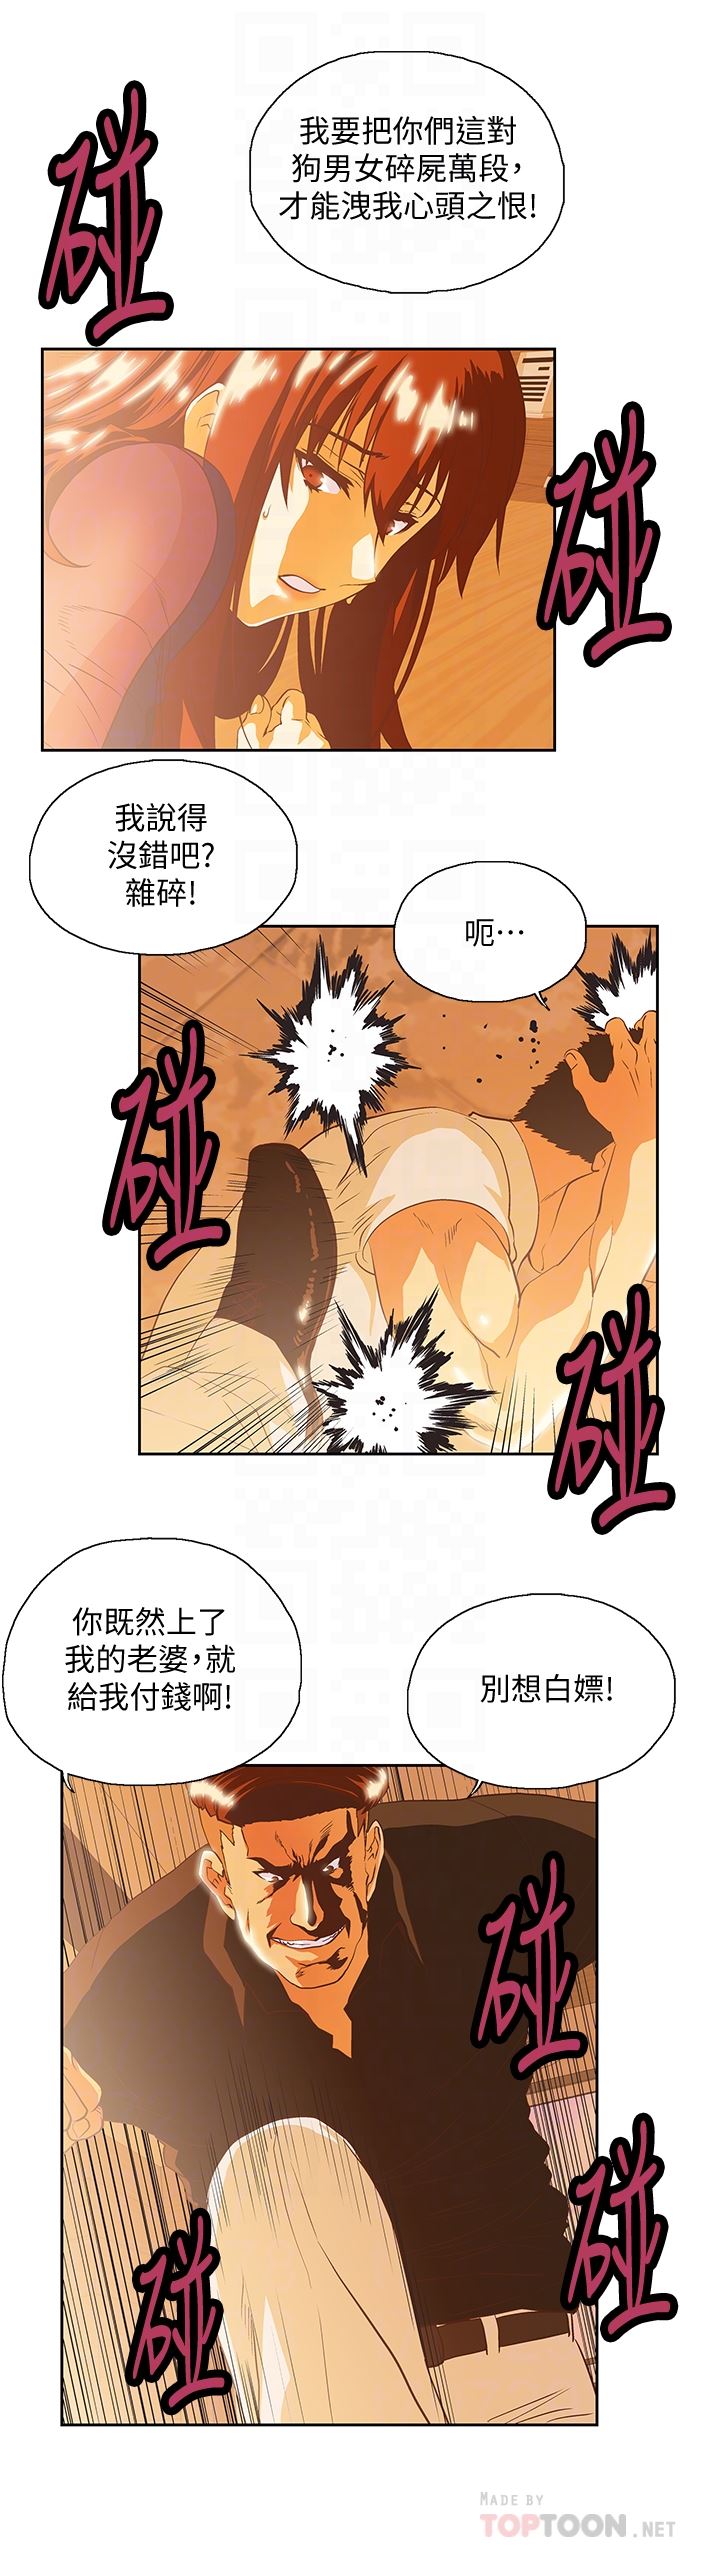 我要把你們這對
狗男女碎屍萬段,
才能洩我心頭之恨!
碰
碰
我說得
沒錯吧?
雜碎!
呃…
碰
碰
你既然上了
我的老婆,就
給我付錢啊!
別想白嫖!
碰
碰
碰
MADE BY
TOPTOON.NET